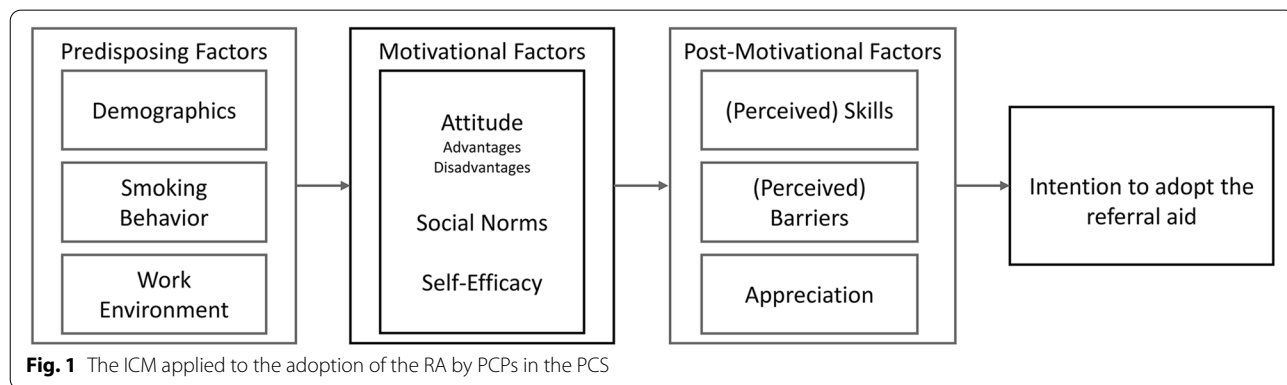 Predisposing Factors
Demographics
Smoking
Behavior
Work
Environment
Motivational Factors
Attitude
Advantages
Disadvantages
Social Norms
Self-Efficacy
Post-Motivational Factors
(Perceived) Skills
(Perceived)
Barriers
Appreciation
Intention to adopt the
referral aid
Fig. 1 The ICM applied to the adoption of the RA by PCPs in the PCS